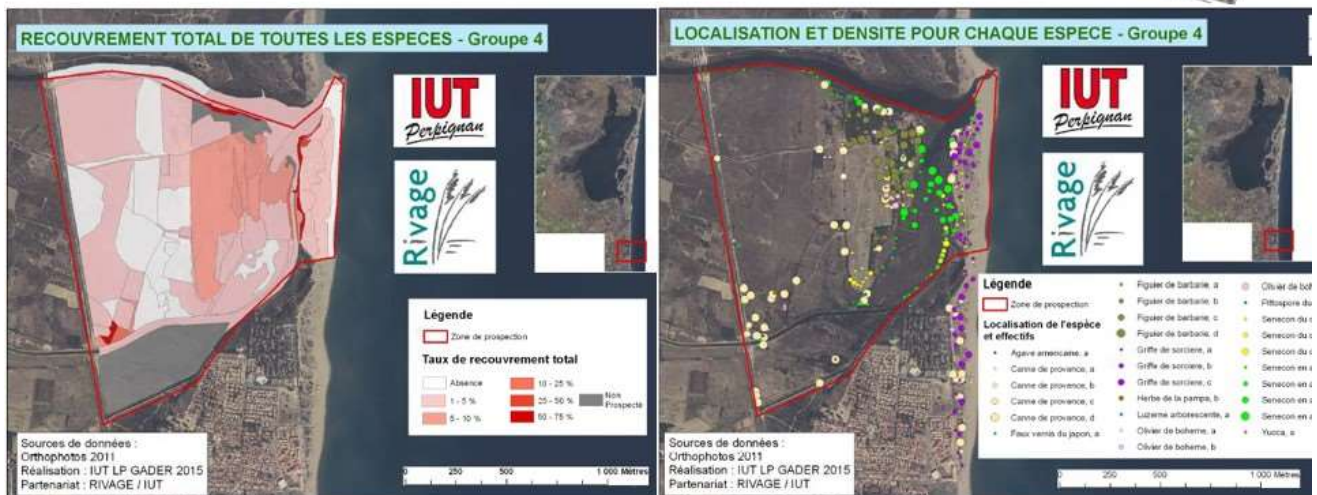 RECOUVREMENT TOTAL DE TOUTES LES ESPECES - Groupe 4
IUT
Perpignan
Rivage
Légende
Zone de prospection
Taux de recouvrement total
Absence
1 - 5 %
5 - 10 %
10 - 25 %
25 - 50 %
50 - 75 %
Non
Prospecté
Sources de données :
Orthophotos 2011
Réalisation : IUT LP GADER 2015
Partenariat : RIVAGE / IUT
0 250 500 1 000 Mètres
LOCALISATION ET DENSITE POUR CHAQUE ESPECE - Groupe 4
IUT
Perpignan
Rivage
Légende
Zone de prospection
Localisation de l'espèce
et effectifs
Agave americaine, a
Canne de provence, a
Canne de provence, b
Canne de provence, c
Canne de provence, d
Faux vernis du japon, a
Figuier de barbarie, a
Figuier de barbarie, b
Figuier de barbarie, c
Figuier de barbarie, d
Griffe de sorciere, a
Griffe de sorciere, b
Griffe de sorciere, c
Herbe de la pampa, b
Luzerne arborescente, a
Olivier de boheme, a
Olivier de boheme, b
Olivier de boh
Pittospore du
Senecon du c
Senecon du c
Senecon du c
Senecon en a
Senecon en a
Senecon en a
Yucca, a
Sources de données :
Orthophotos 2011
Réalisation : IUT LP GADER 2015
Partenariat : RIVAGE / IUT
0 250 500 1 000 Mètres